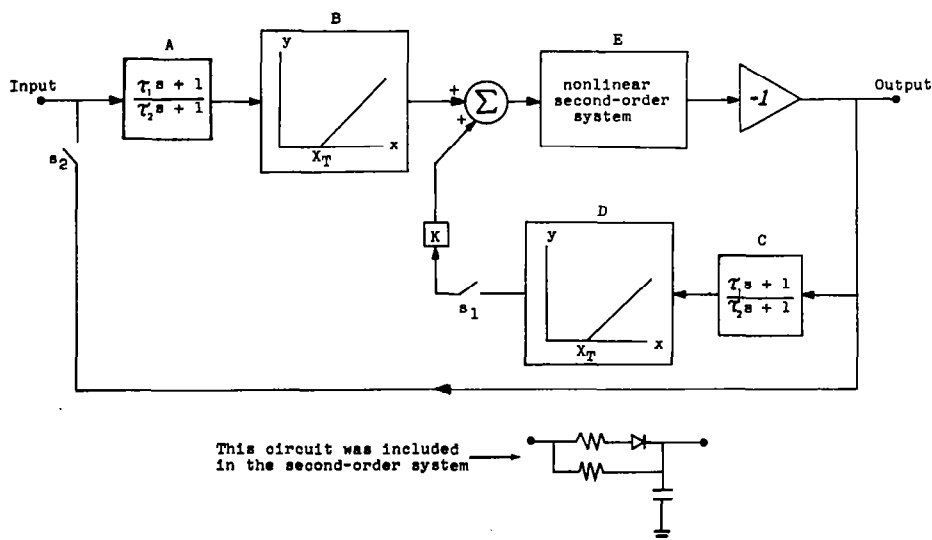 B
A
E
Input
τ₁s + 1
τ₂s + 1
y
X_T
x
+
+
Σ
nonlinear
second-order
system
-1
Output
s₂
K
s₁
D
y
X_T
x
C
τ₁s + 1
τ₂s + 1
This circuit was included
in the second-order system